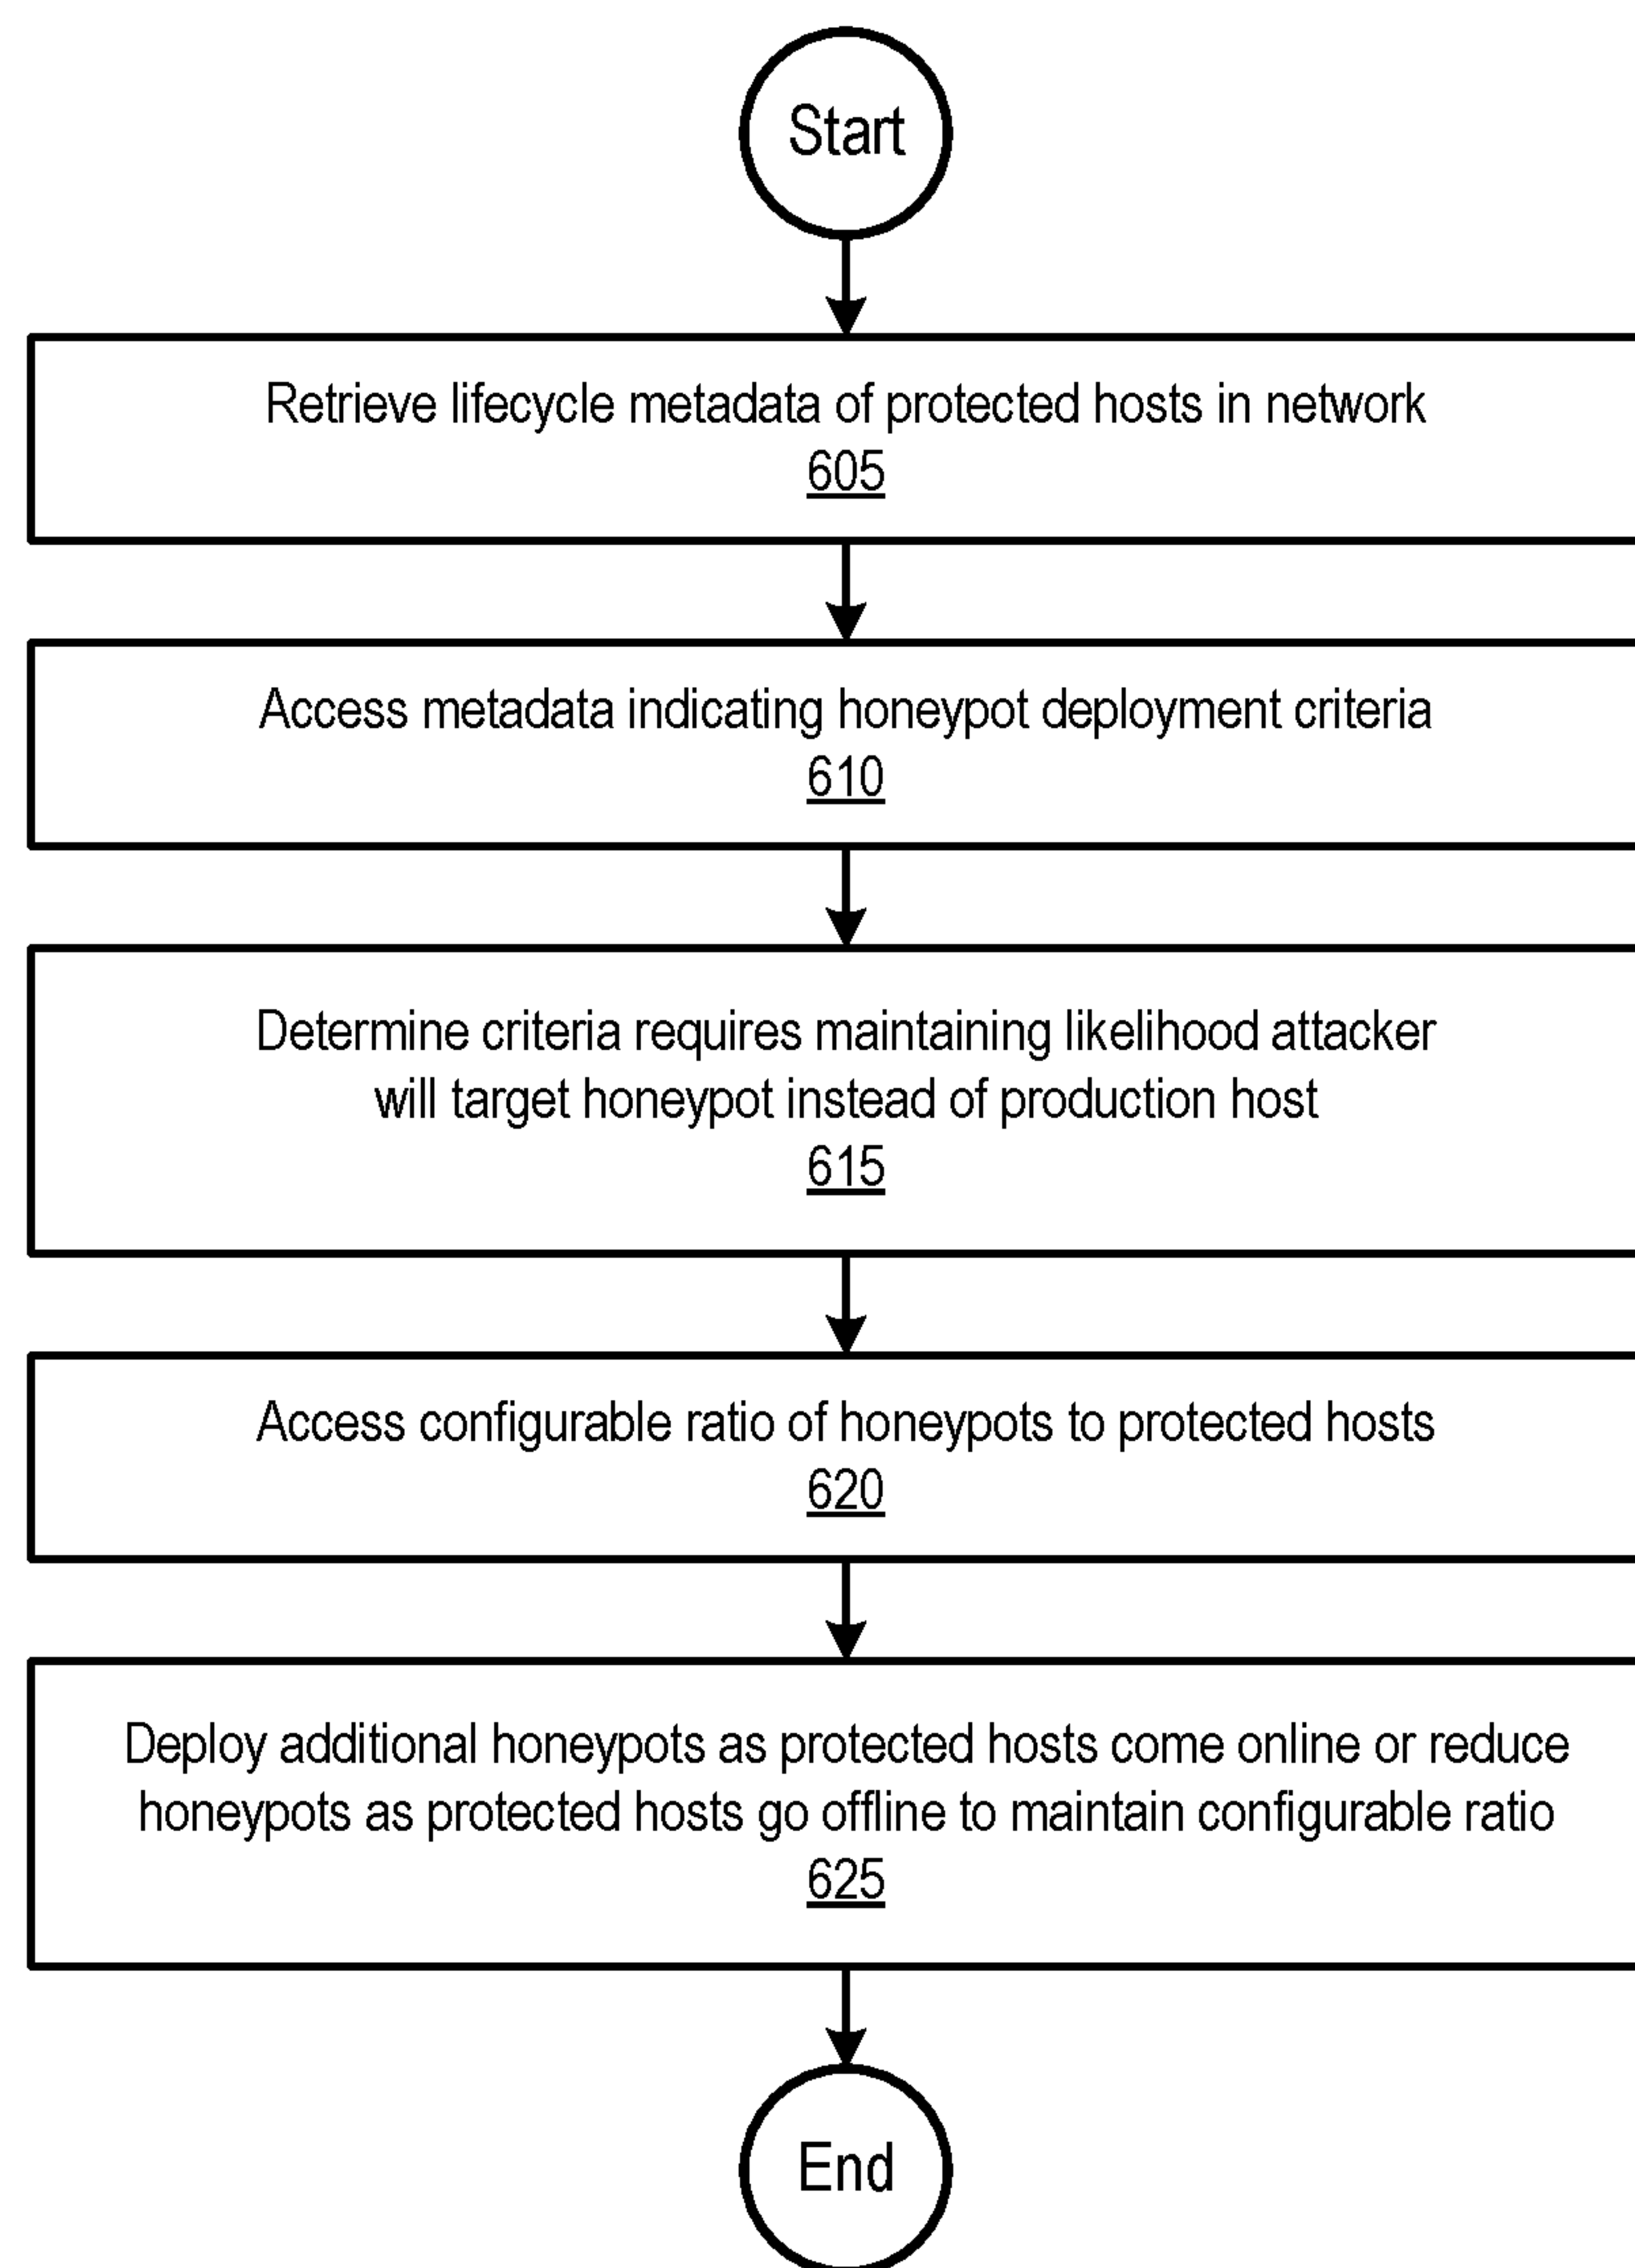 Start
Retrieve lifecycle metadata of protected hosts in network
605
Access metadata indicating honeypot deployment criteria
610
Determine criteria requires maintaining likelihood attacker
will target honeypot instead of production host
615
Access configurable ratio of honeypots to protected hosts
620
Deploy additional honeypots as protected hosts come online or reduce
honeypots as protected hosts go offline to maintain configurable ratio
625
End